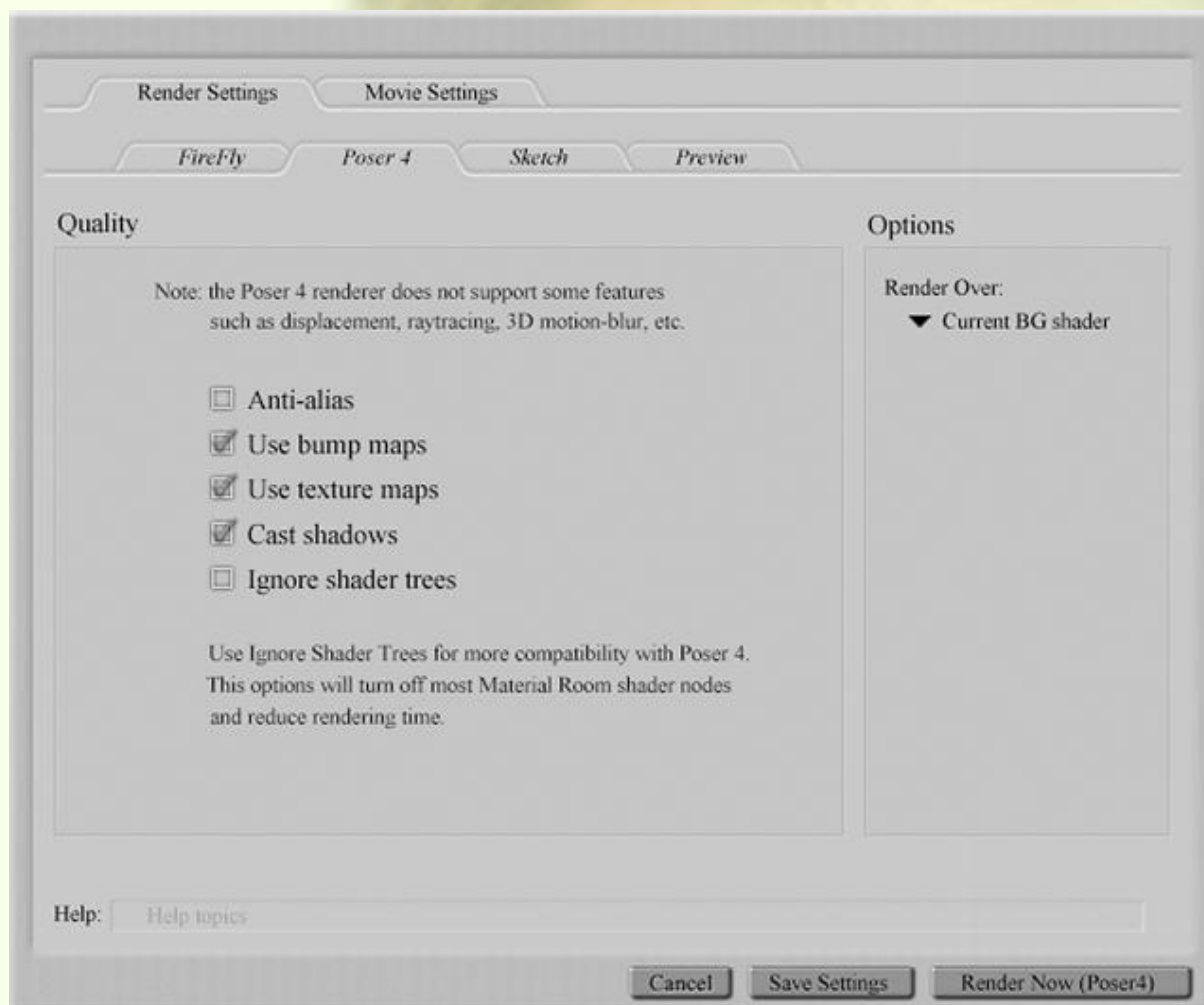 Render Settings Movie Settings
FireFly Poser 4 Sketch Preview
Quality
Note: the Poser 4 renderer does not support some features
such as displacement, raytracing, 3D motion-blur, etc.
Anti-alias
Use bump maps
Use texture maps
Cast shadows
Ignore shader trees
Use Ignore Shader Trees for more compatibility with Poser 4.
This options will turn off most Material Room shader nodes
and reduce rendering time.
Options
Render Over:
Current BG shader
Help: Help topics
Cancel Save Settings Render Now (Poser4)